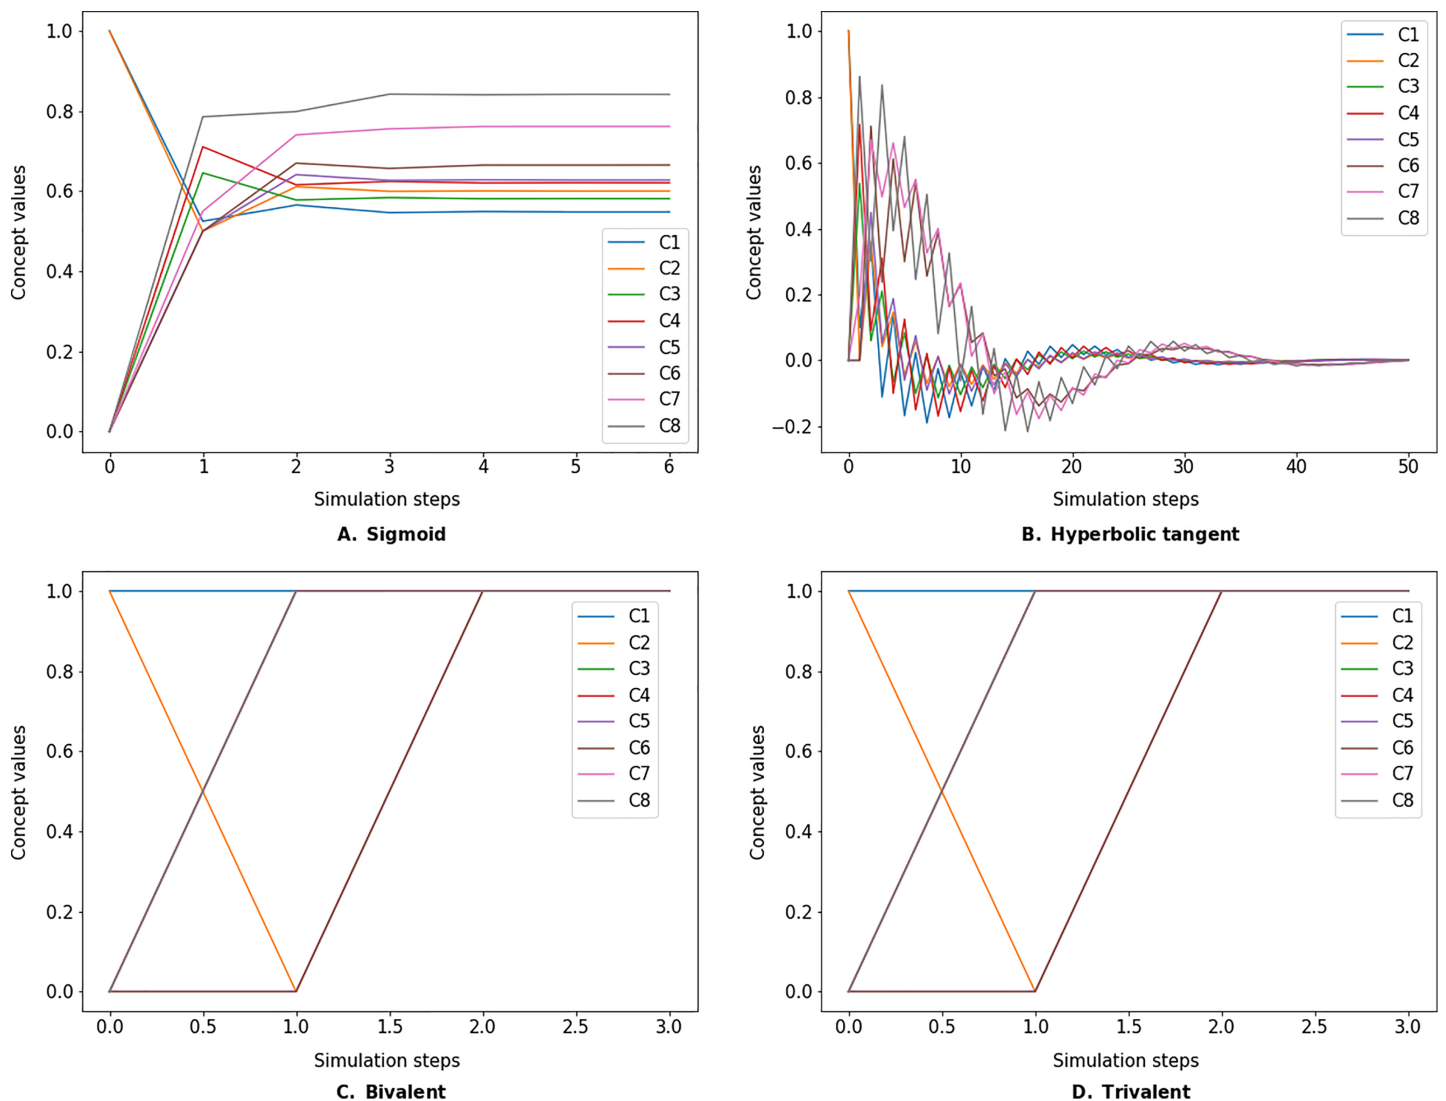 1.0
0.8
0.6
0.4
0.2
0.0
Concept values
C1
C2
C3
C4
C5
C6
C7
C8
0 1 2 3 4 5 6
Simulation steps
A. Sigmoid
1.0
0.8
0.6
0.4
0.2
0.0
−0.2
Concept values
C1
C2
C3
C4
C5
C6
C7
C8
0 10 20 30 40 50
Simulation steps
B. Hyperbolic tangent
1.0
0.8
0.6
0.4
0.2
0.0
Concept values
C1
C2
C3
C4
C5
C6
C7
C8
0.0 0.5 1.0 1.5 2.0 2.5 3.0
Simulation steps
C. Bivalent
1.0
0.8
0.6
0.4
0.2
0.0
Concept values
C1
C2
C3
C4
C5
C6
C7
C8
0.0 0.5 1.0 1.5 2.0 2.5 3.0
Simulation steps
D. Trivalent